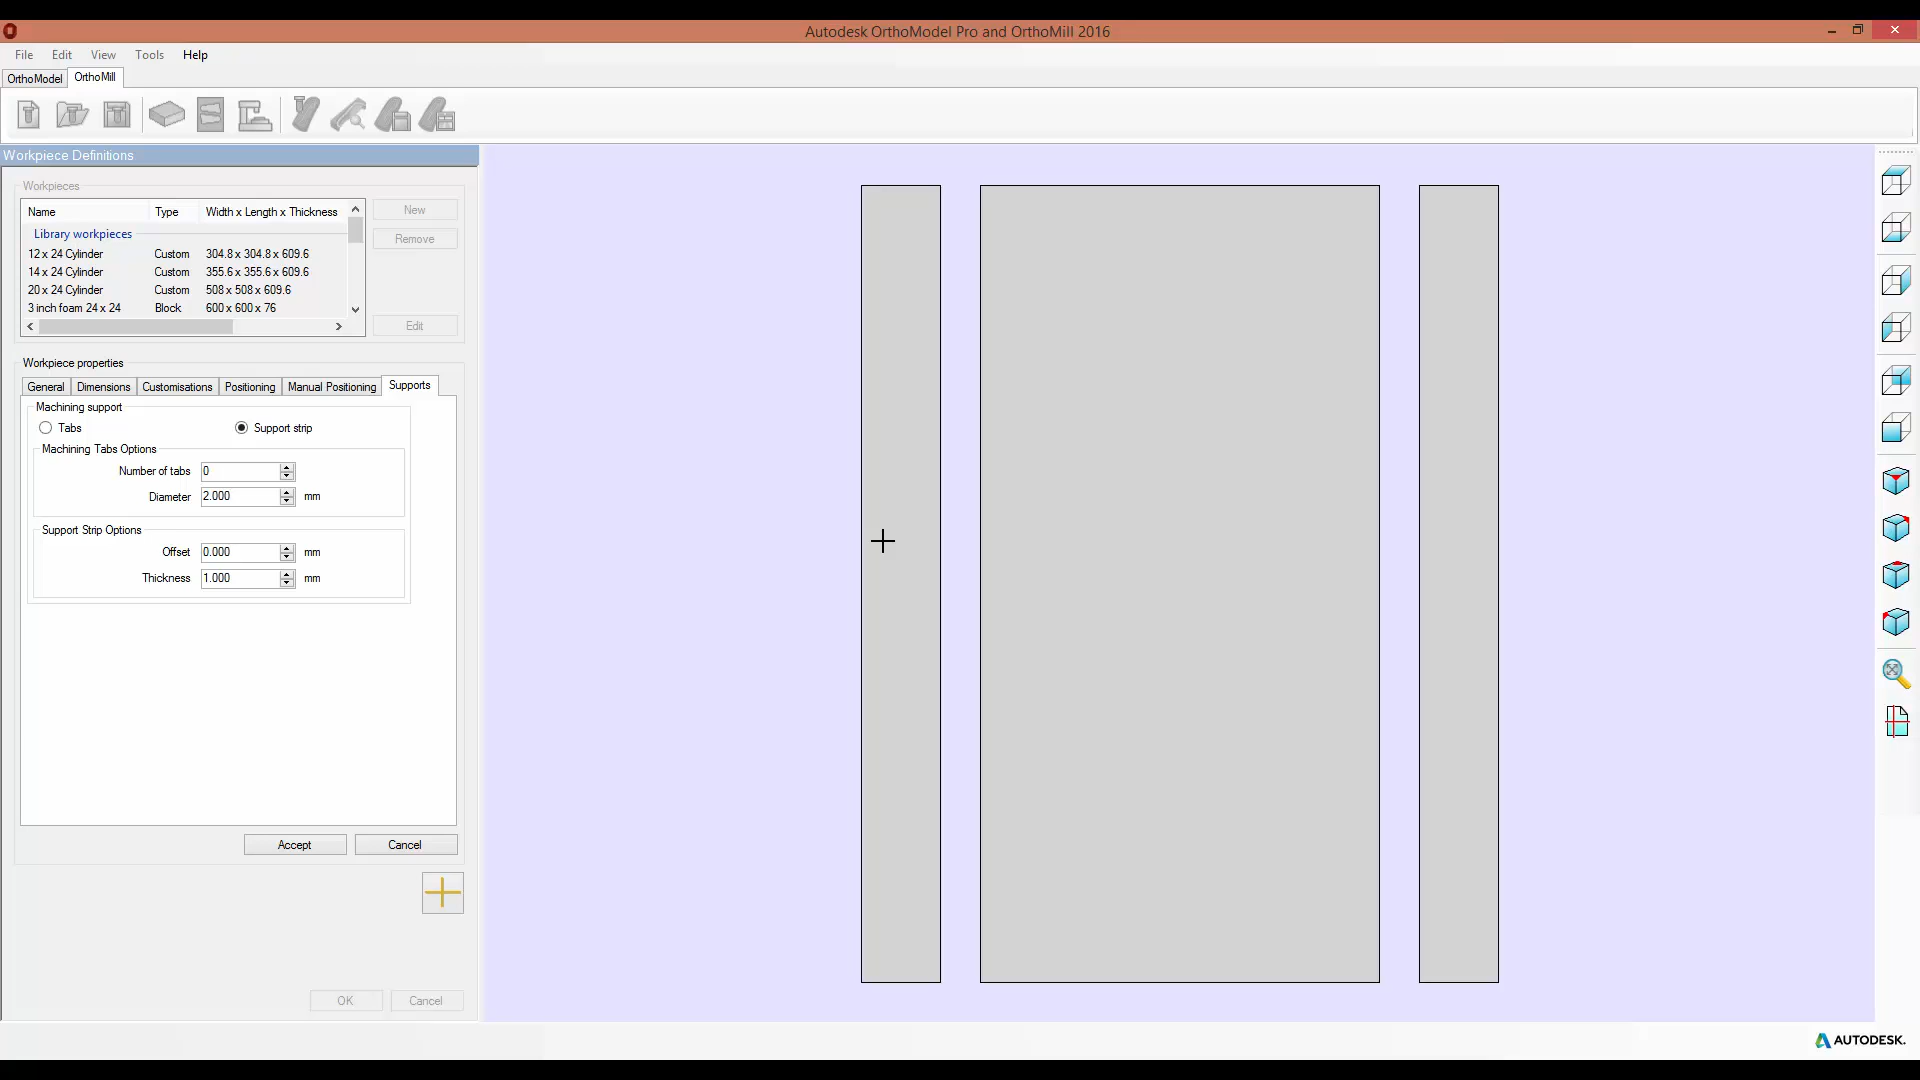 Autodesk OrthoModel Pro and OrthoMill 2016
File Edit View Tools Help
OrthoModel OrthoMill
Workpiece Definitions
Workpieces
Name Type Width x Length x Thickness
New
Library workpieces
Remove
12 x 24 Cylinder Custom 304.8 x 304.8 x 609.6
14 x 24 Cylinder Custom 355.6 x 355.6 x 609.6
20 x 24 Cylinder Custom 508 x 508 x 609.6
3 inch foam 24 x 24 Block 600 x 600 x 76
Edit
Workpiece properties
General Dimensions Customisations Positioning Manual Positioning Supports
Machining support
Tabs Support strip
Machining Tabs Options
Number of tabs 0
Diameter 2.000 mm
Support Strip Options
Offset 0.000 mm
Thickness 1.000 mm
Accept Cancel
OK Cancel
AUTODESK.